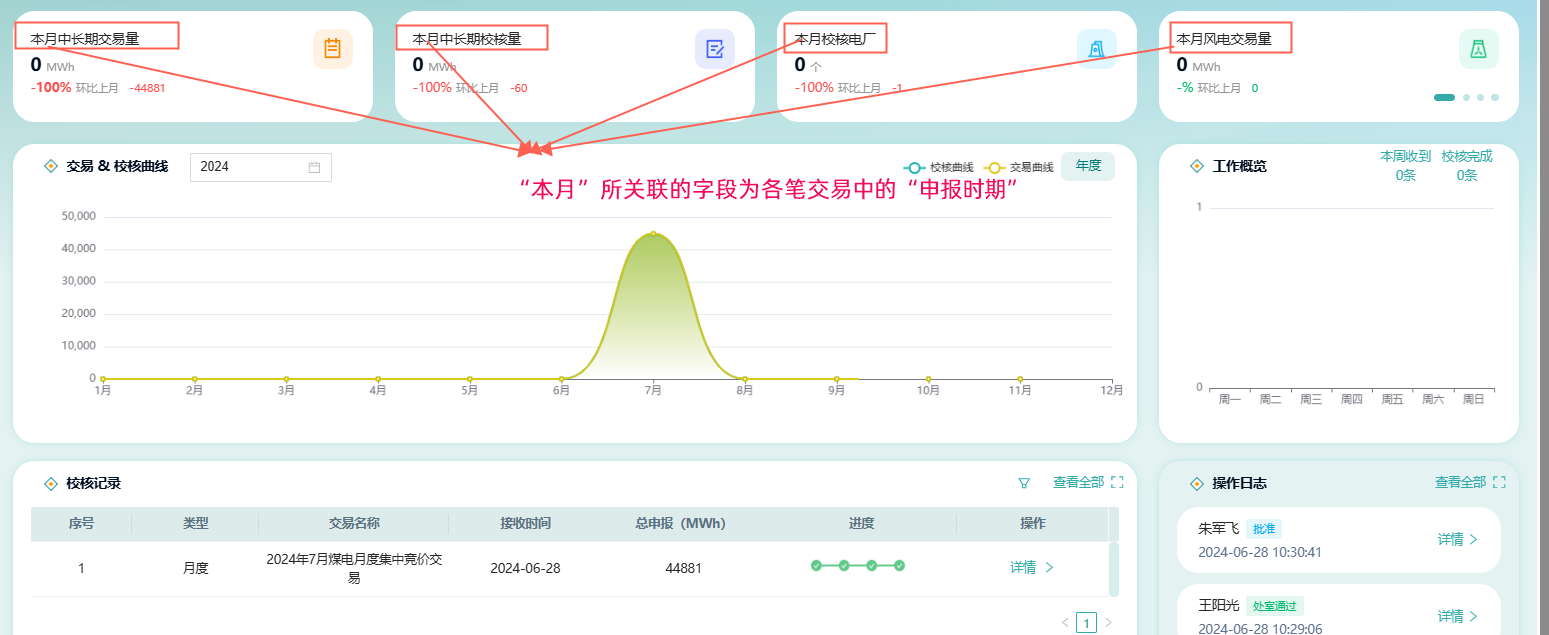 本月中长期交易量
0 MWh
-100% 环比上月 -44881
本月中长期校核量
0 MWh
-100% 环比上月 -60
本月校核电厂
0 个
-100% 环比上月 -1
本月风电交易量
0 MWh
-% 环比上月 0
交易 & 校核曲线
2024
校核曲线
交易曲线
年度
“本月”所关联的字段为各笔交易中的“申报时期”
50,000
40,000
30,000
20,000
10,000
0
1月 2月 3月 4月 5月 6月 7月 8月 9月 10月 11月 12月
工作概览
本周收到 校核完成
0条 0条
1
0
周一 周二 周三 周四 周五 周六 周日
校核记录
查看全部
序号 类型 交易名称 接收时间 总申报（MWh） 进度 操作
1 月度 2024年7月煤电月度集中竞价交
易
2024-06-28 44881 详情 >
< 1 >
操作日志
查看全部
朱军飞 批准
2024-06-28 10:30:41
详情 >
王阳光 处室通过
2024-06-28 10:29:06
详情 >